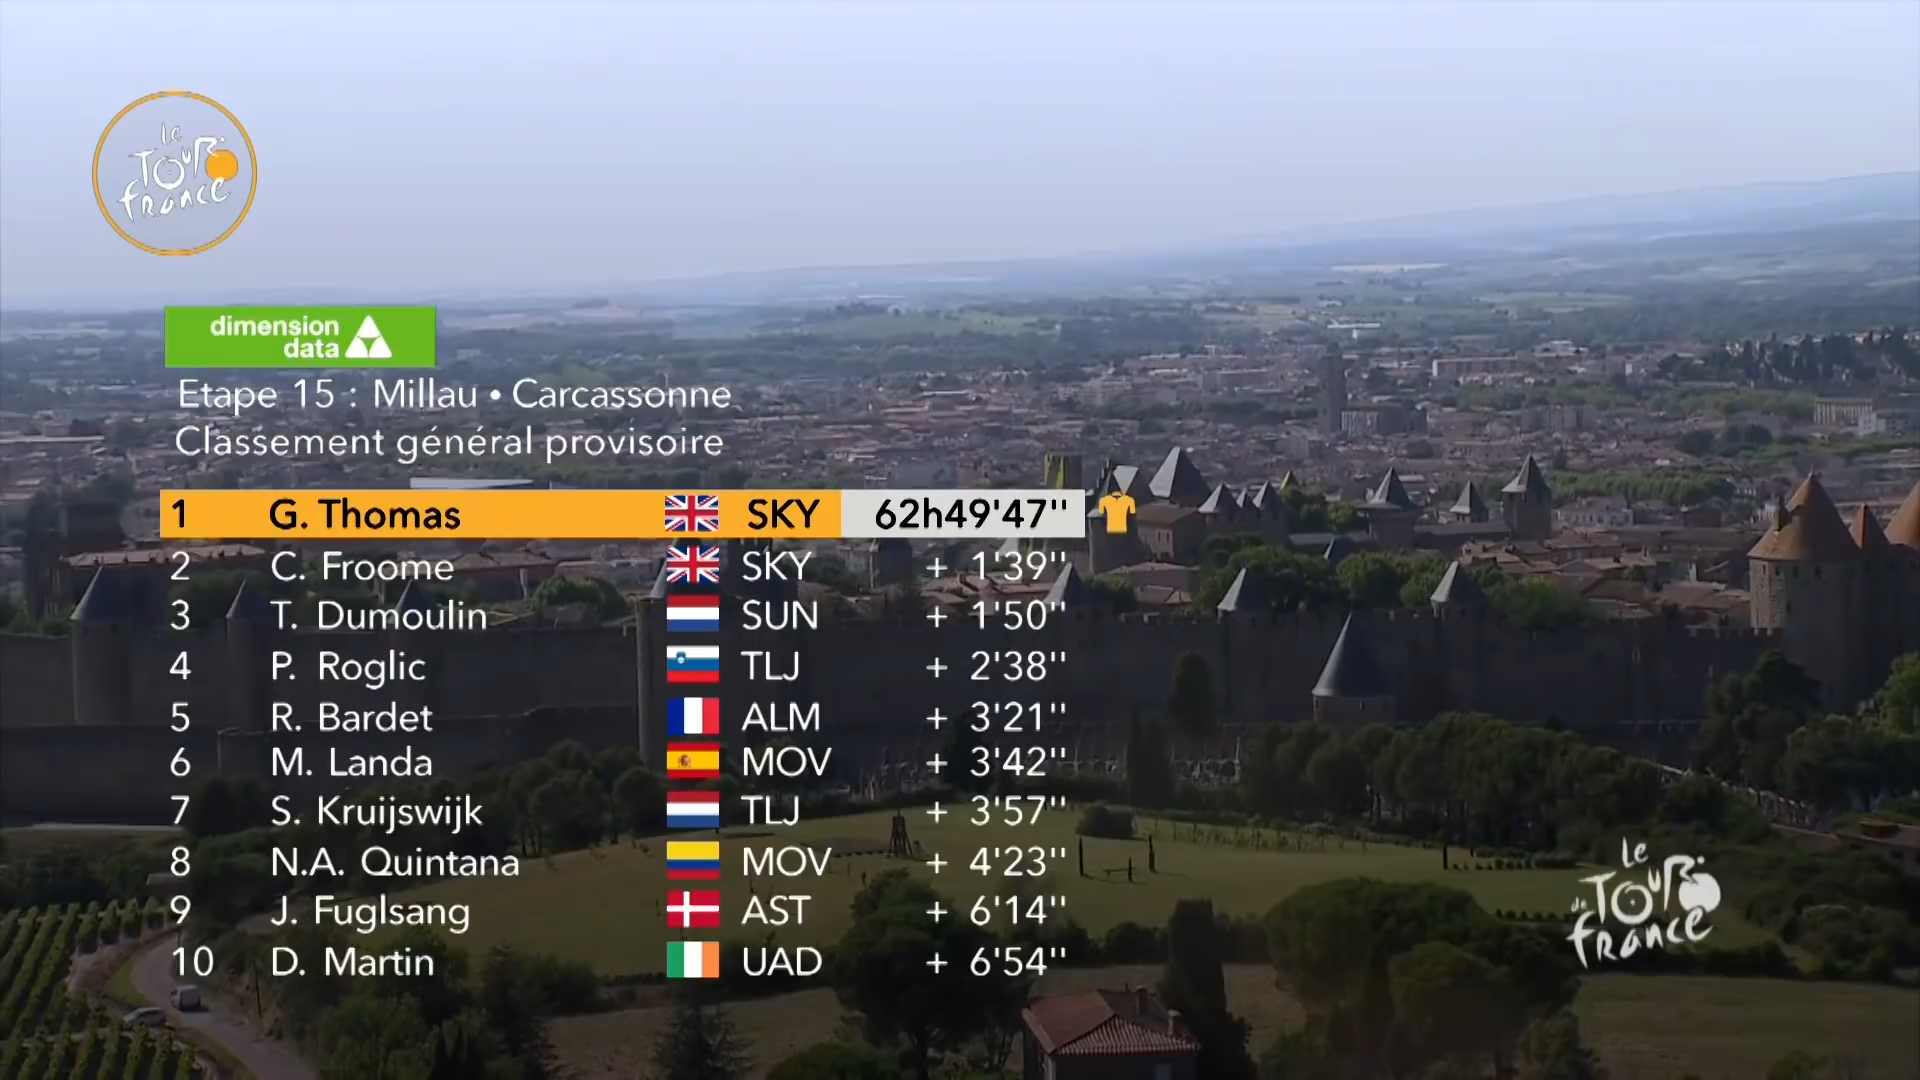 le
TOUR
de
france
dimension
data
Etape 15 : Millau • Carcassonne
Classement général provisoire
1 G. Thomas SKY 62h49'47''
2 C. Froome SKY + 1'39''
3 T. Dumoulin SUN + 1'50''
4 P. Roglic TLJ + 2'38''
5 R. Bardet ALM + 3'21''
6 M. Landa MOV + 3'42''
7 S. Kruijswijk TLJ + 3'57''
8 N.A. Quintana MOV + 4'23''
9 J. Fuglsang AST + 6'14''
10 D. Martin UAD + 6'54''
Le
TOUR
de
france